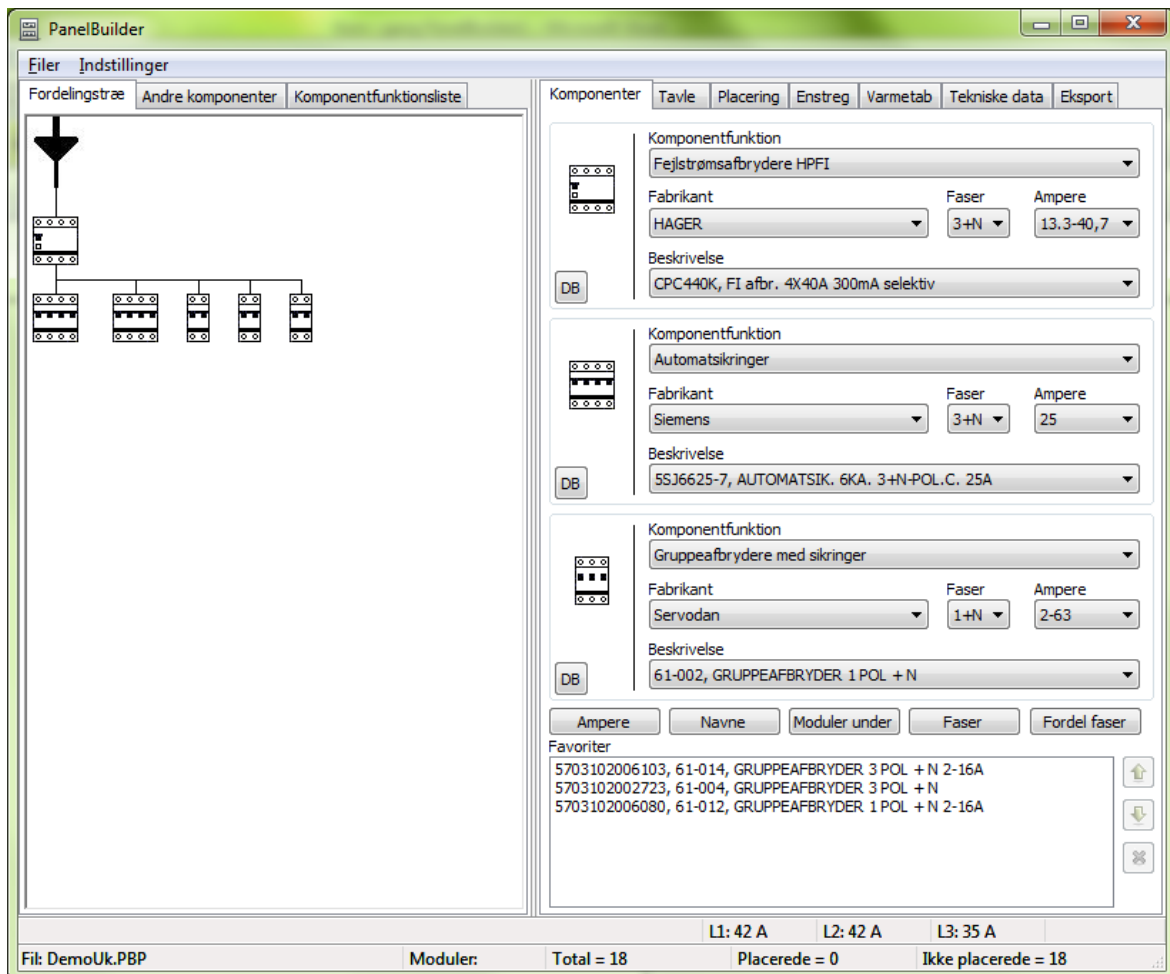 PanelBuilder
Filer Indstillinger
Fordelingstræ Andre komponenter Komponentfunktionsliste
Komponenter Tavle Placering Enstreg Varmetab Tekniske data Eksport
Komponentfunktion
Fejlstrømsafbrydere HPFI
Fabrikant Faser Ampere
HAGER 3+N 13.3-40,7
Beskrivelse
DB CPC440K, FI afbr. 4X40A 300mA selektiv
Komponentfunktion
Automatsikringer
Fabrikant Faser Ampere
Siemens 3+N 25
Beskrivelse
DB 5SJ6625-7, AUTOMATSIK. 6KA. 3+N-POL.C. 25A
Komponentfunktion
Gruppeafbrydere med sikringer
Fabrikant Faser Ampere
Servodan 1+N 2-63
Beskrivelse
DB 61-002, GRUPPEAFBRYDER 1 POL + N
Ampere Navne Moduler under Faser Fordel faser
Favoriter
5703102006103, 61-014, GRUPPEAFBRYDER 3 POL + N 2-16A
5703102002723, 61-004, GRUPPEAFBRYDER 3 POL + N
5703102006080, 61-012, GRUPPEAFBRYDER 1 POL + N 2-16A
L1: 42 A L2: 42 A L3: 35 A
Fil: DemoUk.PBP Moduler: Total = 18 Placerede = 0 Ikke placerede = 18